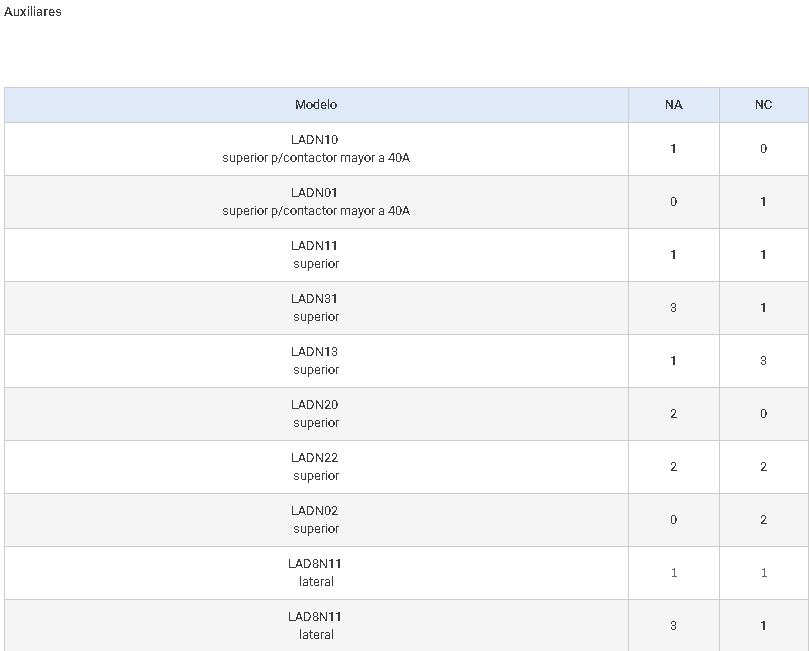 Auxiliares
Modelo NA NC
LADN10
superior p/contactor mayor a 40A 1 0
LADN01
superior p/contactor mayor a 40A 0 1
LADN11
superior 1 1
LADN31
superior 3 1
LADN13
superior 1 3
LADN20
superior 2 0
LADN22
superior 2 2
LADN02
superior 0 2
LAD8N11
lateral 1 1
LAD8N11
lateral 3 1